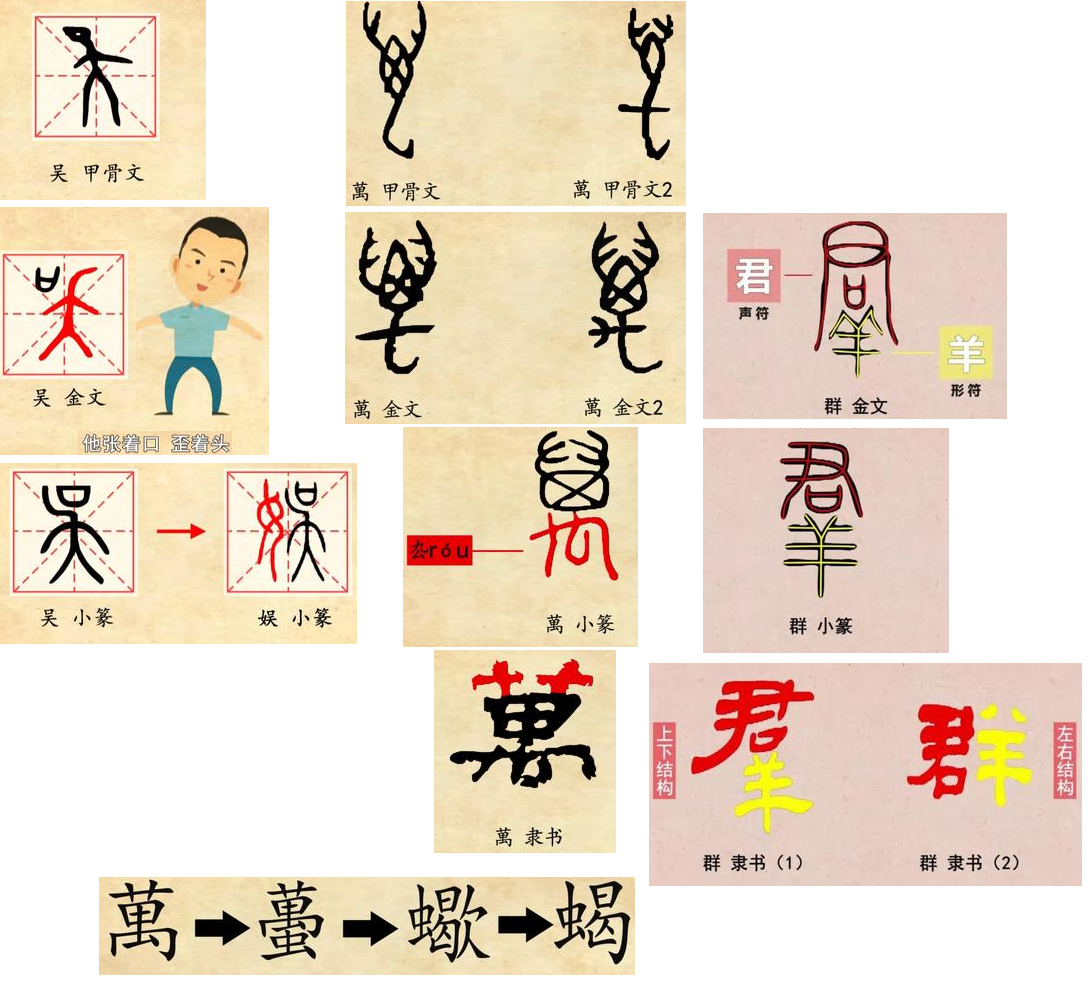 吴 甲骨文
萬 甲骨文
萬 甲骨文2
吴 金文
他张着口 歪着头
萬 金文
萬 金文2
君
声符
羊
形符
群 金文
吴 小篆
娱 小篆
厹róu
萬 小篆
群 小篆
萬
萬 隶书
上下结构
羣
群 隶书（1）
群
群 隶书（2）
左右结构
萬 蠆 蠍 蝎